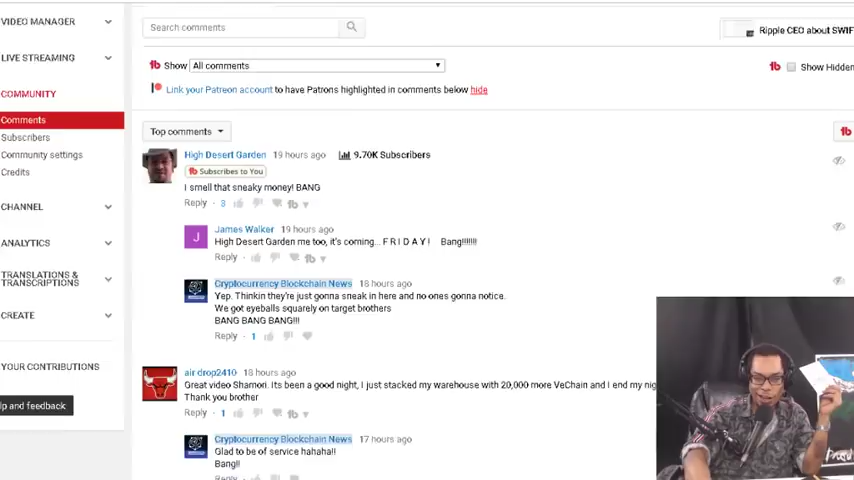 VIDEO MANAGER
Search comments
Ripple CEO about SWIF
LIVE STREAMING
Show All comments
Show Hidden
Link your Patreon account to have Patrons highlighted in comments below hide
COMMUNITY
Comments
Subscribers
Community settings
Credits
CHANNEL
ANALYTICS
TRANSLATIONS &
TRANSCRIPTIONS
CREATE
YOUR CONTRIBUTIONS
lp and feedback
Top comments
High Desert Garden 19 hours ago 9.70K Subscribers
Subscribes to You
I smell that sneaky money! BANG
Reply · 3
James Walker 19 hours ago
High Desert Garden me too, it's coming... F R I D A Y ! Bang!!!!!!!
Reply ·
Cryptocurrency Blockchain News 18 hours ago
Yep. Thinkin they're just gonna sneak in here and no ones gonna notice.
We got eyeballs squarely on target brothers
BANG BANG BANG!!!
Reply · 1
air drop2410 18 hours ago
Great video Shamori. Its been a good night, I just stacked my warehouse with 20,000 more VeChain and I end my nig
Thank you brother
Reply · 1
Cryptocurrency Blockchain News 17 hours ago
Glad to be of service hahaha!!
Bang!!